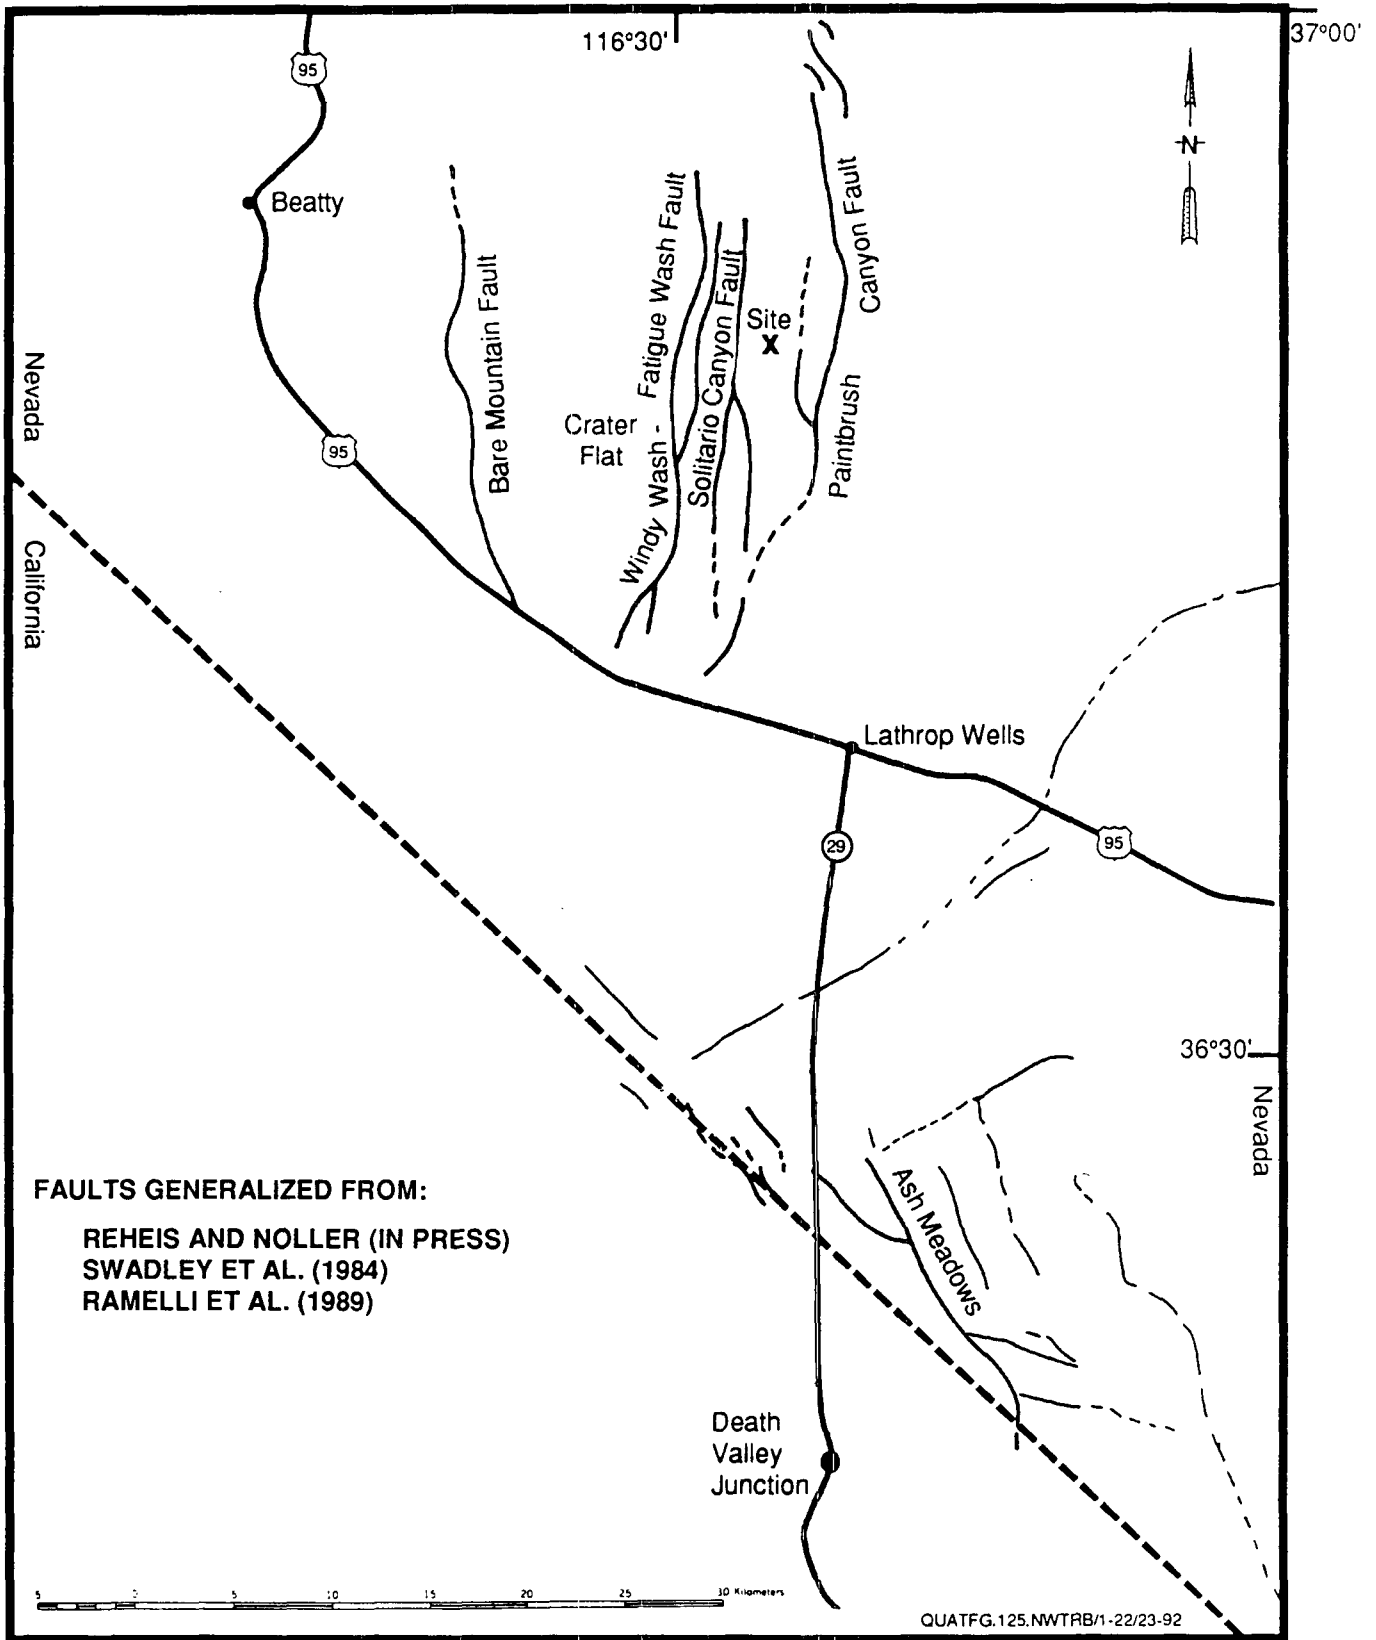 116°30'
37°00'
95
N
Beatty
Bare Mountain Fault
Windy Wash - Fatigue Wash Fault
Solitario Canyon Fault
Site
X
Paintbrush Canyon Fault
Crater
Flat
Nevada
95
California
Lathrop Wells
29
95
36°30'
Nevada
Ash Meadows
FAULTS GENERALIZED FROM:
REHEIS AND NOLLER (IN PRESS)
SWADLEY ET AL. (1984)
RAMELLI ET AL. (1989)
Death
Valley
Junction
5 5 10 15 20 25 30 Kilometers
QUATFG.125.NWTRB/1-22/23-92